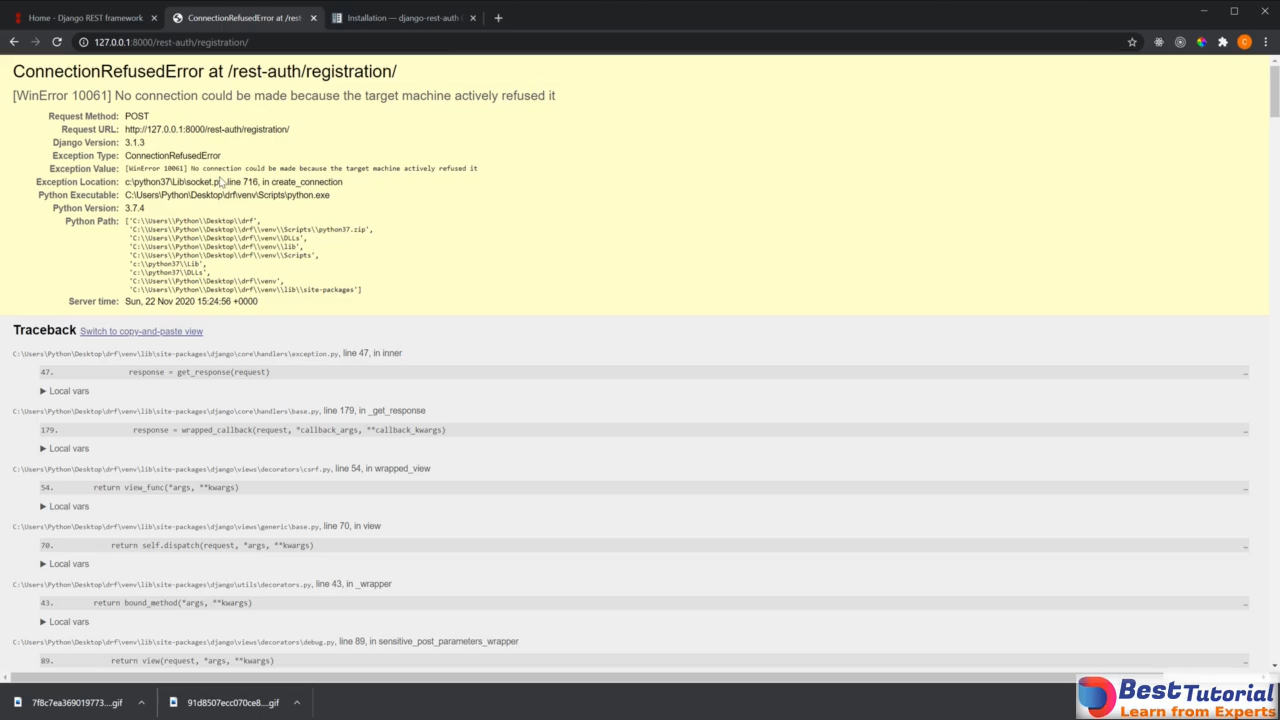 Home - Django REST framework
ConnectionRefusedError at /rest
Installation — django-rest-auth
127.0.0.1:8000/rest-auth/registration/
C
ConnectionRefusedError at /rest-auth/registration/
[WinError 10061] No connection could be made because the target machine actively refused it
Request Method: POST
Request URL: http://127.0.0.1:8000/rest-auth/registration/
Django Version: 3.1.3
Exception Type: ConnectionRefusedError
Exception Value: [WinError 10061] No connection could be made because the target machine actively refused it
Exception Location: c:\python37\Lib\socket.p line 716, in create_connection
Python Executable: C:\Users\Python\Desktop\drf\venv\Scripts\python.exe
Python Version: 3.7.4
Python Path: ['C:\\Users\\Python\\Desktop\\drf',
'C:\\Users\\Python\\Desktop\\drf\\venv\\Scripts\\python37.zip',
'C:\\Users\\Python\\Desktop\\drf\\venv\\DLLs',
'C:\\Users\\Python\\Desktop\\drf\\venv\\lib',
'C:\\Users\\Python\\Desktop\\drf\\venv\\Scripts',
'c:\\python37\\Lib',
'c:\\python37\\DLLs',
'C:\\Users\\Python\\Desktop\\drf\\venv',
'C:\\Users\\Python\\Desktop\\drf\\venv\\lib\\site-packages']
Server time: Sun, 22 Nov 2020 15:24:56 +0000
Traceback Switch to copy-and-paste view
C:\Users\Python\Desktop\drf\venv\lib\site-packages\django\core\handlers\exception.py, line 47, in inner
47. response = get_response(request) …
▶ Local vars
C:\Users\Python\Desktop\drf\venv\lib\site-packages\django\core\handlers\base.py, line 179, in _get_response
179. response = wrapped_callback(request, *callback_args, **callback_kwargs) …
▶ Local vars
C:\Users\Python\Desktop\drf\venv\lib\site-packages\django\views\decorators\csrf.py, line 54, in wrapped_view
54. return view_func(*args, **kwargs) …
▶ Local vars
C:\Users\Python\Desktop\drf\venv\lib\site-packages\django\views\generic\base.py, line 70, in view
70. return self.dispatch(request, *args, **kwargs) …
▶ Local vars
C:\Users\Python\Desktop\drf\venv\lib\site-packages\django\utils\decorators.py, line 43, in _wrapper
43. return bound_method(*args, **kwargs) …
▶ Local vars
C:\Users\Python\Desktop\drf\venv\lib\site-packages\django\views\decorators\debug.py, line 89, in sensitive_post_parameters_wrapper
89. return view(request, *args, **kwargs) …
7f8c7ea369019773....gif
91d8507ecc070ce8....gif
BestTutorial
Learn from Experts